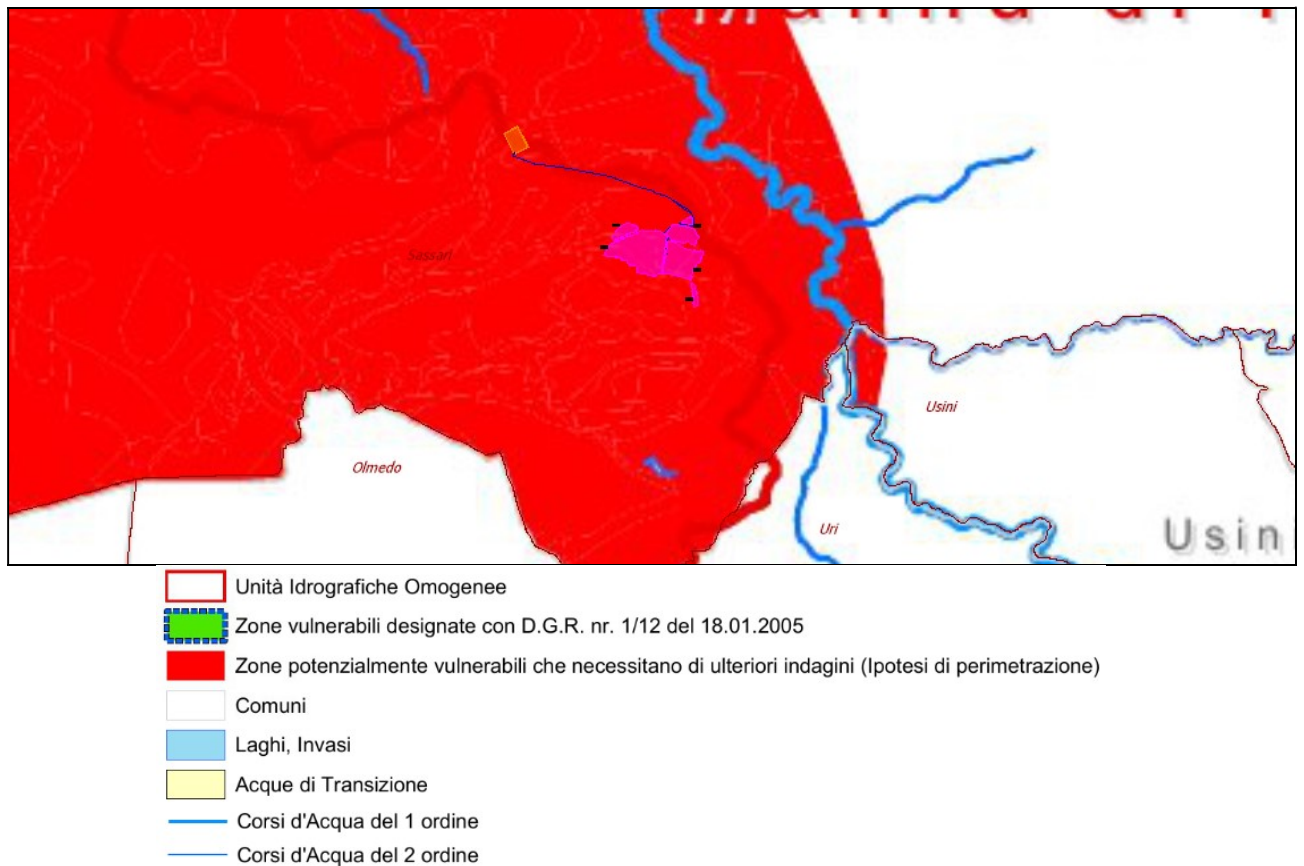 Sassari
Olmedo
Usini
Uri
Usin
Unità Idrografiche Omogenee
Zone vulnerabili designate con D.G.R. nr. 1/12 del 18.01.2005
Zone potenzialmente vulnerabili che necessitano di ulteriori indagini (Ipotesi di perimetrazione)
Comuni
Laghi, Invasi
Acque di Transizione
Corsi d'Acqua del 1 ordine
Corsi d'Acqua del 2 ordine